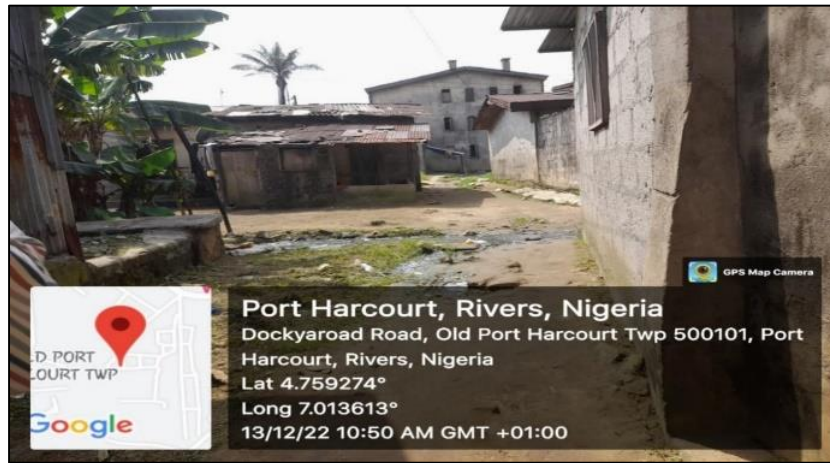 GPS Map Camera
Port Harcourt, Rivers, Nigeria
Dockyaroad Road, Old Port Harcourt Twp 500101, Port
Harcourt, Rivers, Nigeria
Lat 4.759274°
Long 7.013613°
13/12/22 10:50 AM GMT +01:00
D PORT
COURT TWP
Google